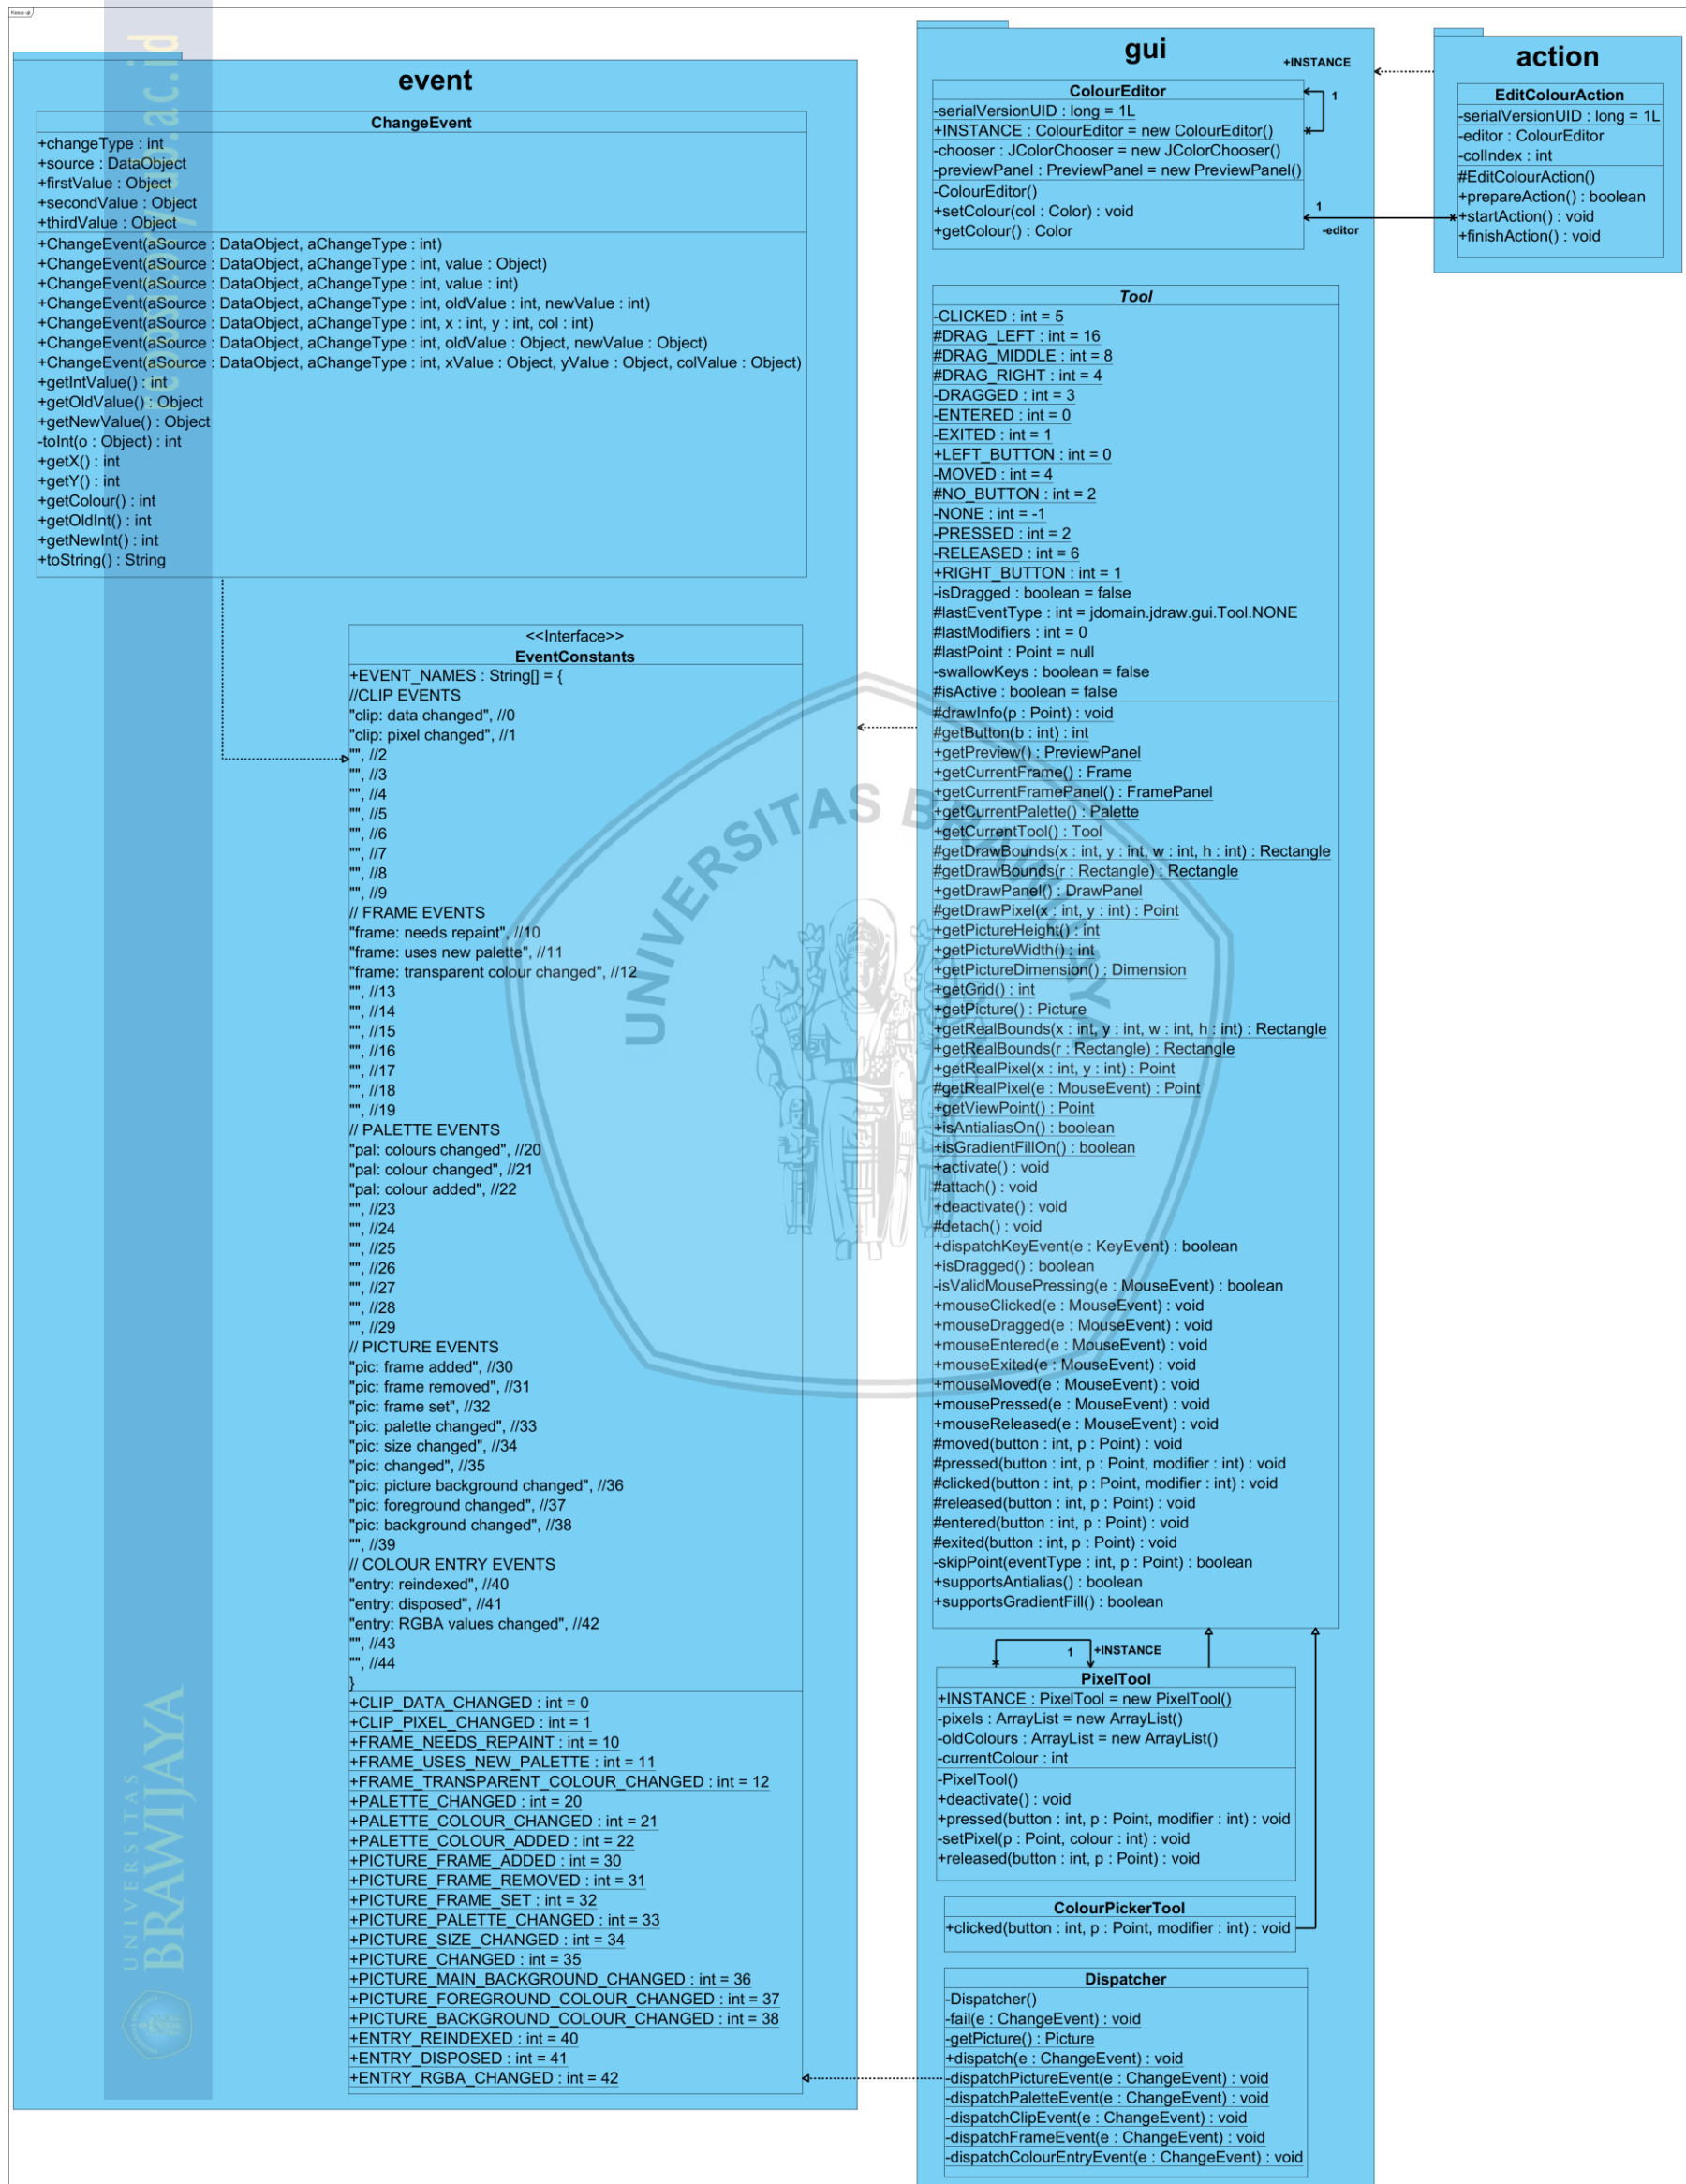 Kasus uji
event
ChangeEvent
+changeType : int
+source : DataObject
+firstValue : Object
+secondValue : Object
+thirdValue : Object
+ChangeEvent(aSource : DataObject, aChangeType : int)
+ChangeEvent(aSource : DataObject, aChangeType : int, value : Object)
+ChangeEvent(aSource : DataObject, aChangeType : int, value : int)
+ChangeEvent(aSource : DataObject, aChangeType : int, oldValue : int, newValue : int)
+ChangeEvent(aSource : DataObject, aChangeType : int, x : int, y : int, col : int)
+ChangeEvent(aSource : DataObject, aChangeType : int, oldValue : Object, newValue : Object)
+ChangeEvent(aSource : DataObject, aChangeType : int, xValue : Object, yValue : Object, colValue : Object)
+getIntValue() : int
+getOldValue() : Object
+getNewValue() : Object
-toInt(o : Object) : int
+getX() : int
+getY() : int
+getColour() : int
+getOldInt() : int
+getNewInt() : int
+toString() : String
<<Interface>>
EventConstants
+EVENT_NAMES : String[] = {
//CLIP EVENTS
"clip: data changed", //0
"clip: pixel changed", //1
"", //2
"", //3
"", //4
"", //5
"", //6
"", //7
"", //8
"", //9
// FRAME EVENTS
"frame: needs repaint", //10
"frame: uses new palette", //11
"frame: transparent colour changed", //12
"", //13
"", //14
"", //15
"", //16
"", //17
"", //18
"", //19
// PALETTE EVENTS
"pal: colours changed", //20
"pal: colour changed", //21
"pal: colour added", //22
"", //23
"", //24
"", //25
"", //26
"", //27
"", //28
"", //29
// PICTURE EVENTS
"pic: frame added", //30
"pic: frame removed", //31
"pic: frame set", //32
"pic: palette changed", //33
"pic: size changed", //34
"pic: changed", //35
"pic: picture background changed", //36
"pic: foreground changed", //37
"pic: background changed", //38
"", //39
// COLOUR ENTRY EVENTS
"entry: reindexed", //40
"entry: disposed", //41
"entry: RGBA values changed", //42
"", //43
"", //44
}
+CLIP_DATA_CHANGED : int = 0
+CLIP_PIXEL_CHANGED : int = 1
+FRAME_NEEDS_REPAINT : int = 10
+FRAME_USES_NEW_PALETTE : int = 11
+FRAME_TRANSPARENT_COLOUR_CHANGED : int = 12
+PALETTE_CHANGED : int = 20
+PALETTE_COLOUR_CHANGED : int = 21
+PALETTE_COLOUR_ADDED : int = 22
+PICTURE_FRAME_ADDED : int = 30
+PICTURE_FRAME_REMOVED : int = 31
+PICTURE_FRAME_SET : int = 32
+PICTURE_PALETTE_CHANGED : int = 33
+PICTURE_SIZE_CHANGED : int = 34
+PICTURE_CHANGED : int = 35
+PICTURE_MAIN_BACKGROUND_CHANGED : int = 36
+PICTURE_FOREGROUND_COLOUR_CHANGED : int = 37
+PICTURE_BACKGROUND_COLOUR_CHANGED : int = 38
+ENTRY_REINDEXED : int = 40
+ENTRY_DISPOSED : int = 41
+ENTRY_RGBA_CHANGED : int = 42
gui
+INSTANCE
1
ColourEditor
-serialVersionUID : long = 1L
+INSTANCE : ColourEditor = new ColourEditor()
-chooser : JColorChooser = new JColorChooser()
-previewPanel : PreviewPanel = new PreviewPanel()
-ColourEditor()
+setColour(col : Color) : void
+getColour() : Color
1
-editor
Tool
-CLICKED : int = 5
#DRAG_LEFT : int = 16
#DRAG_MIDDLE : int = 8
#DRAG_RIGHT : int = 4
-DRAGGED : int = 3
-ENTERED : int = 0
-EXITED : int = 1
+LEFT_BUTTON : int = 0
-MOVED : int = 4
#NO_BUTTON : int = 2
-NONE : int = -1
-PRESSED : int = 2
-RELEASED : int = 6
+RIGHT_BUTTON : int = 1
-isDragged : boolean = false
#lastEventType : int = jdomain.jdraw.gui.Tool.NONE
#lastModifiers : int = 0
#lastPoint : Point = null
-swallowKeys : boolean = false
#isActive : boolean = false
#drawInfo(p : Point) : void
#getButton(b : int) : int
+getPreview() : PreviewPanel
+getCurrentFrame() : Frame
+getCurrentFramePanel() : FramePanel
+getCurrentPalette() : Palette
+getCurrentTool() : Tool
#getDrawBounds(x : int, y : int, w : int, h : int) : Rectangle
#getDrawBounds(r : Rectangle) : Rectangle
+getDrawPanel() : DrawPanel
#getDrawPixel(x : int, y : int) : Point
+getPictureHeight() : int
+getPictureWidth() : int
+getPictureDimension() : Dimension
+getGrid() : int
+getPicture() : Picture
+getRealBounds(x : int, y : int, w : int, h : int) : Rectangle
+getRealBounds(r : Rectangle) : Rectangle
+getRealPixel(x : int, y : int) : Point
#getRealPixel(e : MouseEvent) : Point
+getViewPoint() : Point
+isAntialiasOn() : boolean
+isGradientFillOn() : boolean
+activate() : void
#attach() : void
+deactivate() : void
#detach() : void
+dispatchKeyEvent(e : KeyEvent) : boolean
+isDragged() : boolean
-isValidMousePressing(e : MouseEvent) : boolean
+mouseClicked(e : MouseEvent) : void
+mouseDragged(e : MouseEvent) : void
+mouseEntered(e : MouseEvent) : void
+mouseExited(e : MouseEvent) : void
+mouseMoved(e : MouseEvent) : void
+mousePressed(e : MouseEvent) : void
+mouseReleased(e : MouseEvent) : void
#moved(button : int, p : Point) : void
#pressed(button : int, p : Point, modifier : int) : void
#clicked(button : int, p : Point, modifier : int) : void
#released(button : int, p : Point) : void
#entered(button : int, p : Point) : void
#exited(button : int, p : Point) : void
-skipPoint(eventType : int, p : Point) : boolean
+supportsAntialias() : boolean
+supportsGradientFill() : boolean
1
+INSTANCE
PixelTool
+INSTANCE : PixelTool = new PixelTool()
-pixels : ArrayList = new ArrayList()
-oldColours : ArrayList = new ArrayList()
-currentColour : int
-PixelTool()
+deactivate() : void
+pressed(button : int, p : Point, modifier : int) : void
-setPixel(p : Point, colour : int) : void
+released(button : int, p : Point) : void
ColourPickerTool
+clicked(button : int, p : Point, modifier : int) : void
Dispatcher
-Dispatcher()
-fail(e : ChangeEvent) : void
-getPicture() : Picture
+dispatch(e : ChangeEvent) : void
-dispatchPictureEvent(e : ChangeEvent) : void
-dispatchPaletteEvent(e : ChangeEvent) : void
-dispatchClipEvent(e : ChangeEvent) : void
-dispatchFrameEvent(e : ChangeEvent) : void
-dispatchColourEntryEvent(e : ChangeEvent) : void
action
EditColourAction
-serialVersionUID : long = 1L
-editor : ColourEditor
-colIndex : int
#EditColourAction()
+prepareAction() : boolean
+startAction() : void
+finishAction() : void
repository.ub.ac.id
UNIVERSITAS
BRAWIJAYA
UNIVERSITAS BRAWIJAYA